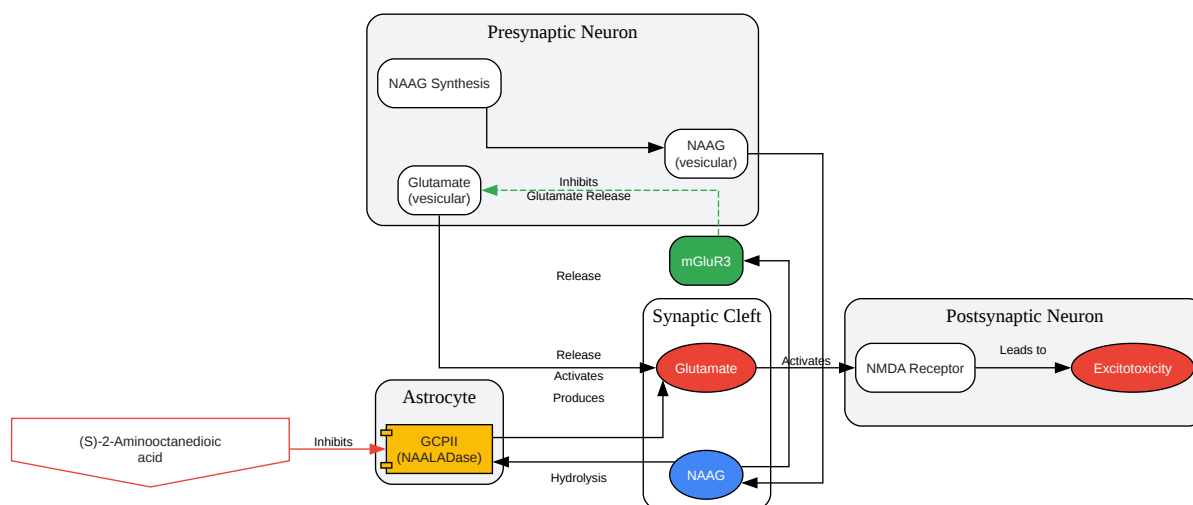 Presynaptic Neuron
NAAG Synthesis
NAAG
(vesicular)
Glutamate
(vesicular)
Inhibits
Glutamate Release
mGluR3
Release
Synaptic Cleft
Postsynaptic Neuron
Glutamate
Release
Activates
Produces
Activates
NMDA Receptor
Leads to
Excitotoxicity
Astrocyte
(S)-2-Aminooctanedioic
acid
Inhibits
GCPII
(NAALADase)
Hydrolysis
NAAG